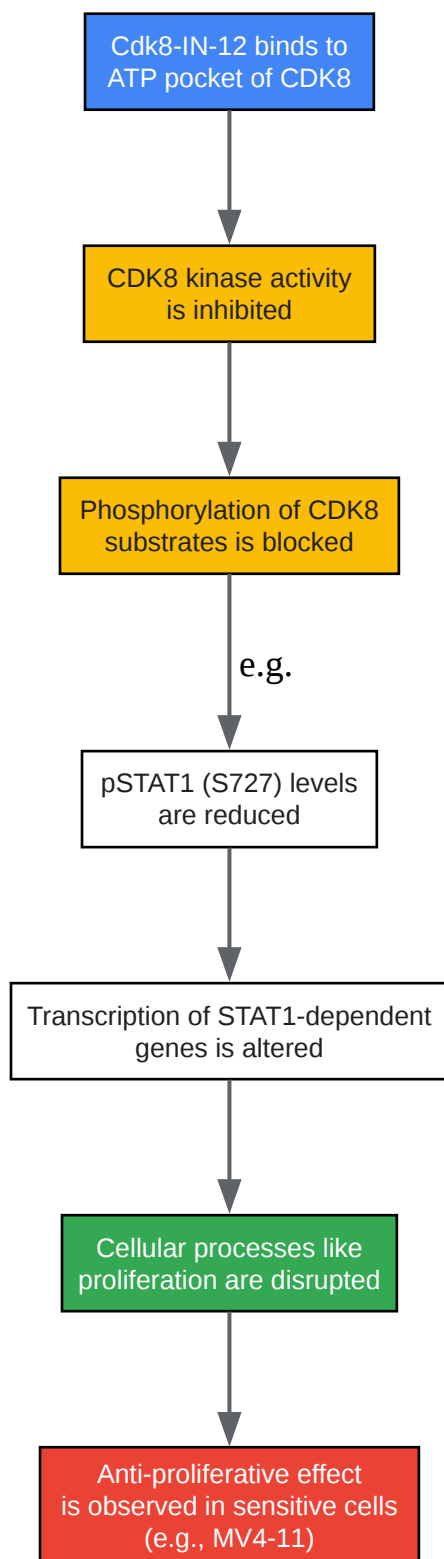 Cdk8-IN-12 binds to
ATP pocket of CDK8
CDK8 kinase activity
is inhibited
Phosphorylation of CDK8
substrates is blocked
e.g.
pSTAT1 (S727) levels
are reduced
Transcription of STAT1-dependent
genes is altered
Cellular processes like
proliferation are disrupted
Anti-proliferative effect
is observed in sensitive cells
(e.g., MV4-11)